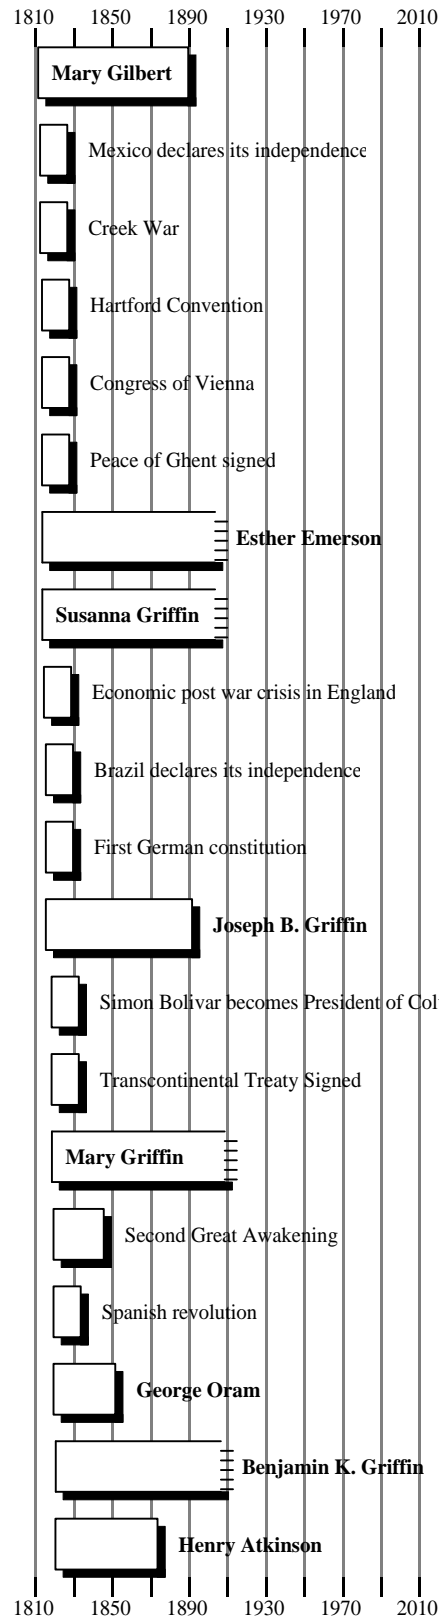 1810 1850 1890 1930 1970 2010
Mary Gilbert
Mexico declares its independence
Creek War
Hartford Convention
Congress of Vienna
Peace of Ghent signed
Esther Emerson
Susanna Griffin
Economic post war crisis in England
Brazil declares its independence
First German constitution
Joseph B. Griffin
Simon Bolivar becomes President of Col
Transcontinental Treaty Signed
Mary Griffin
Second Great Awakening
Spanish revolution
George Oram
Benjamin K. Griffin
Henry Atkinson
1810 1850 1890 1930 1970 2010